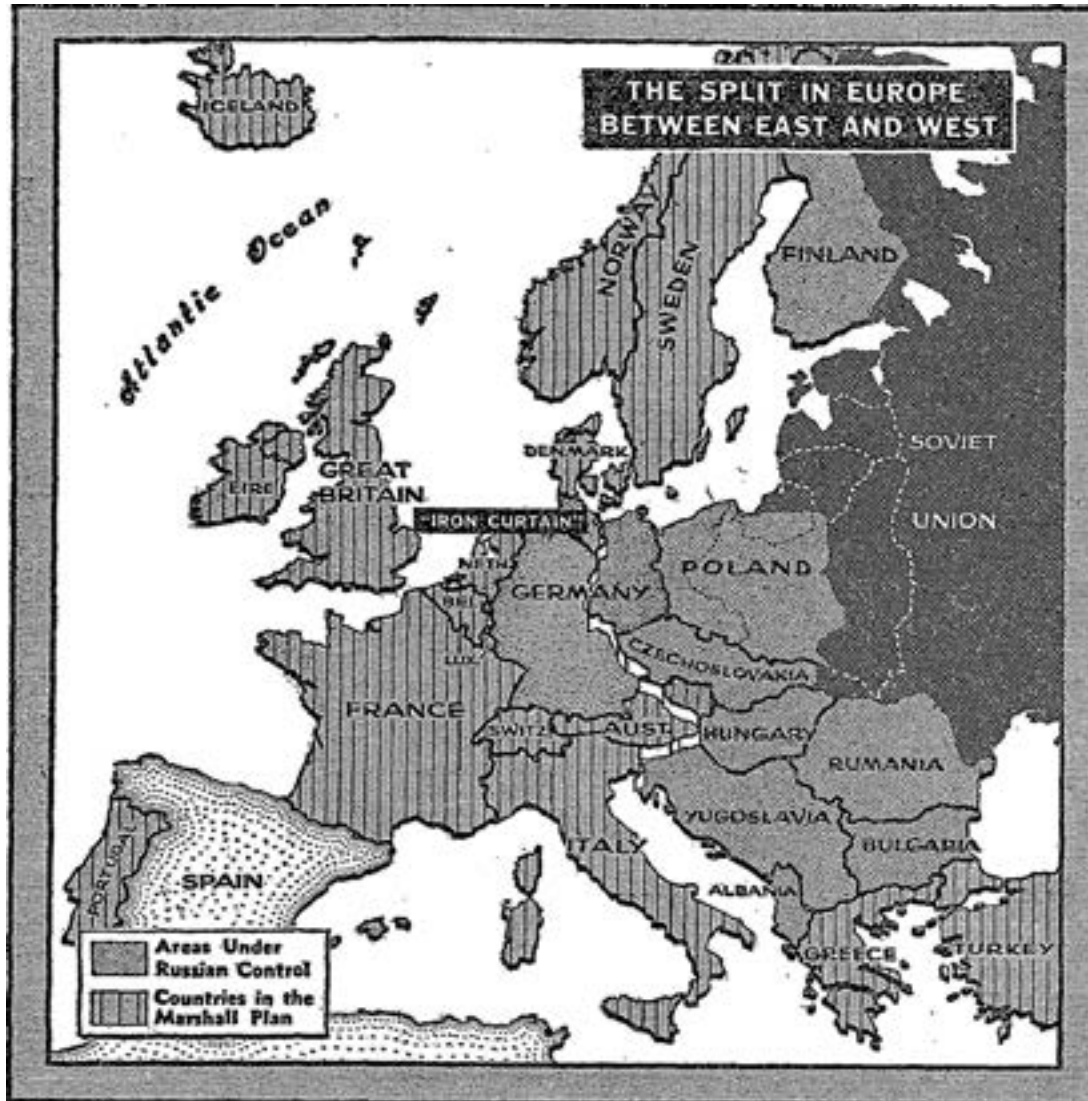 THE SPLIT IN EUROPE
BETWEEN EAST AND WEST
ICELAND
Atlantic Ocean
NORWAY
SWEDEN
FINLAND
SOVIET
UNION
DENMARK
EIRE
GREAT
BRITAIN
"IRON CURTAIN"
NETH.
BEL.
LUX.
GERMANY
POLAND
CZECHOSLOVAKIA
FRANCE
SWITZ.
AUST.
HUNGARY
RUMANIA
YUGOSLAVIA
BULGARIA
ITALY
ALBANIA
GREECE
TURKEY
PORTUGAL
SPAIN
Areas Under
Russian Control
Countries in the
Marshall Plan